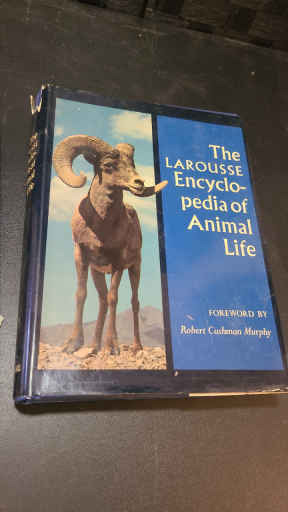 The
LAROUSSE
Encyclo-
pedia of
Animal
Life
FOREWORD BY
Robert Cushman Murphy